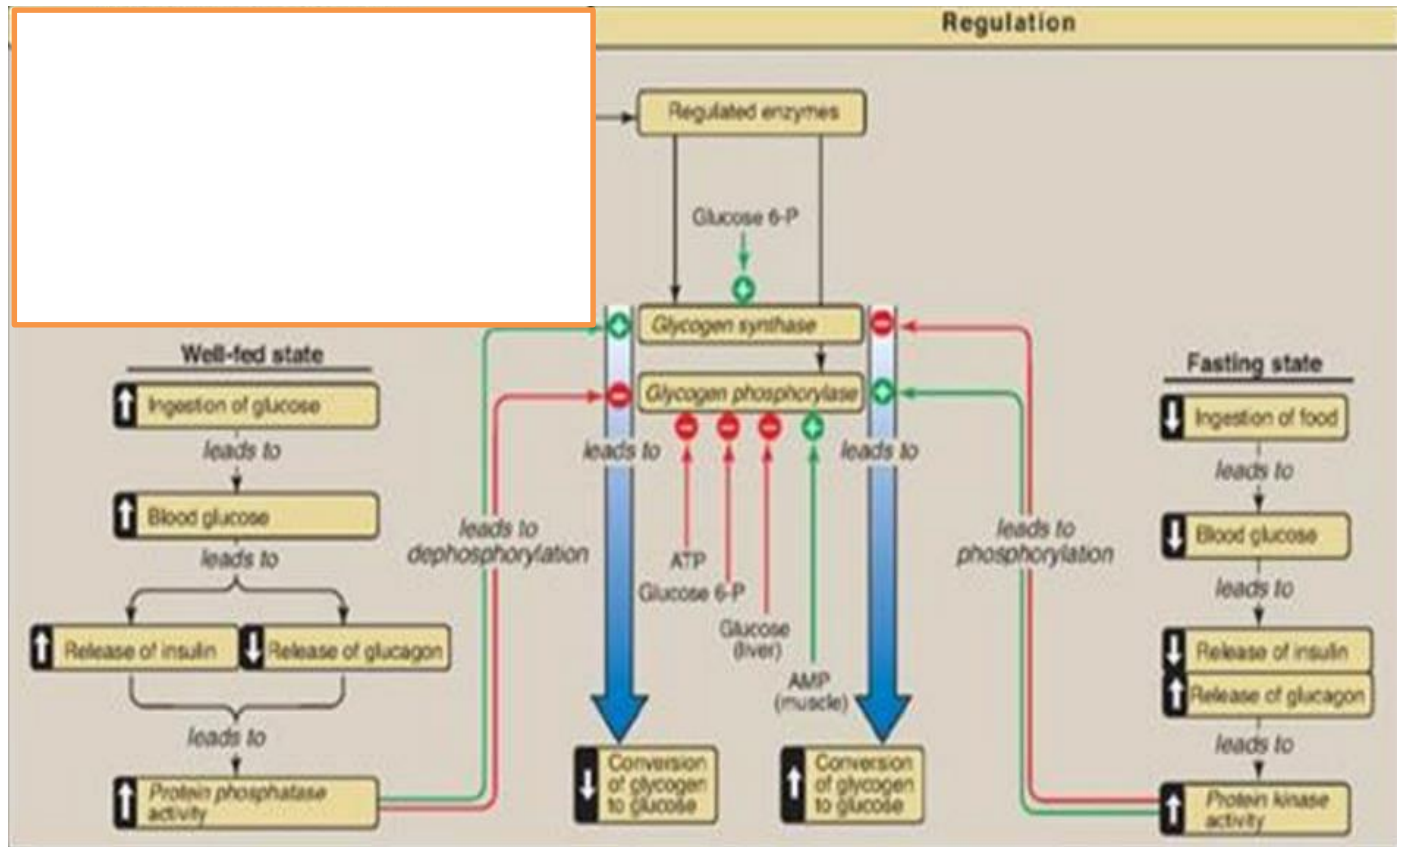 Regulation
Regulated enzymes
Glucose 6-P
Glycogen synthase
Glycogen phosphorylase
leads to
leads to
ATP
Glucose 6-P
Glucose
(liver)
AMP
(muscle)
Well-fed state
Ingestion of glucose
leads to
Blood glucose
leads to
Release of insulin
Release of glucagon
leads to
Protein phosphatase
activity
leads to
dephosphorylation
Conversion
of glycogen
to glucose
Conversion
of glycogen
to glucose
leads to
phosphorylation
Fasting state
Ingestion of food
leads to
Blood glucose
leads to
Release of insulin
Release of glucagon
leads to
Protein kinase
activity